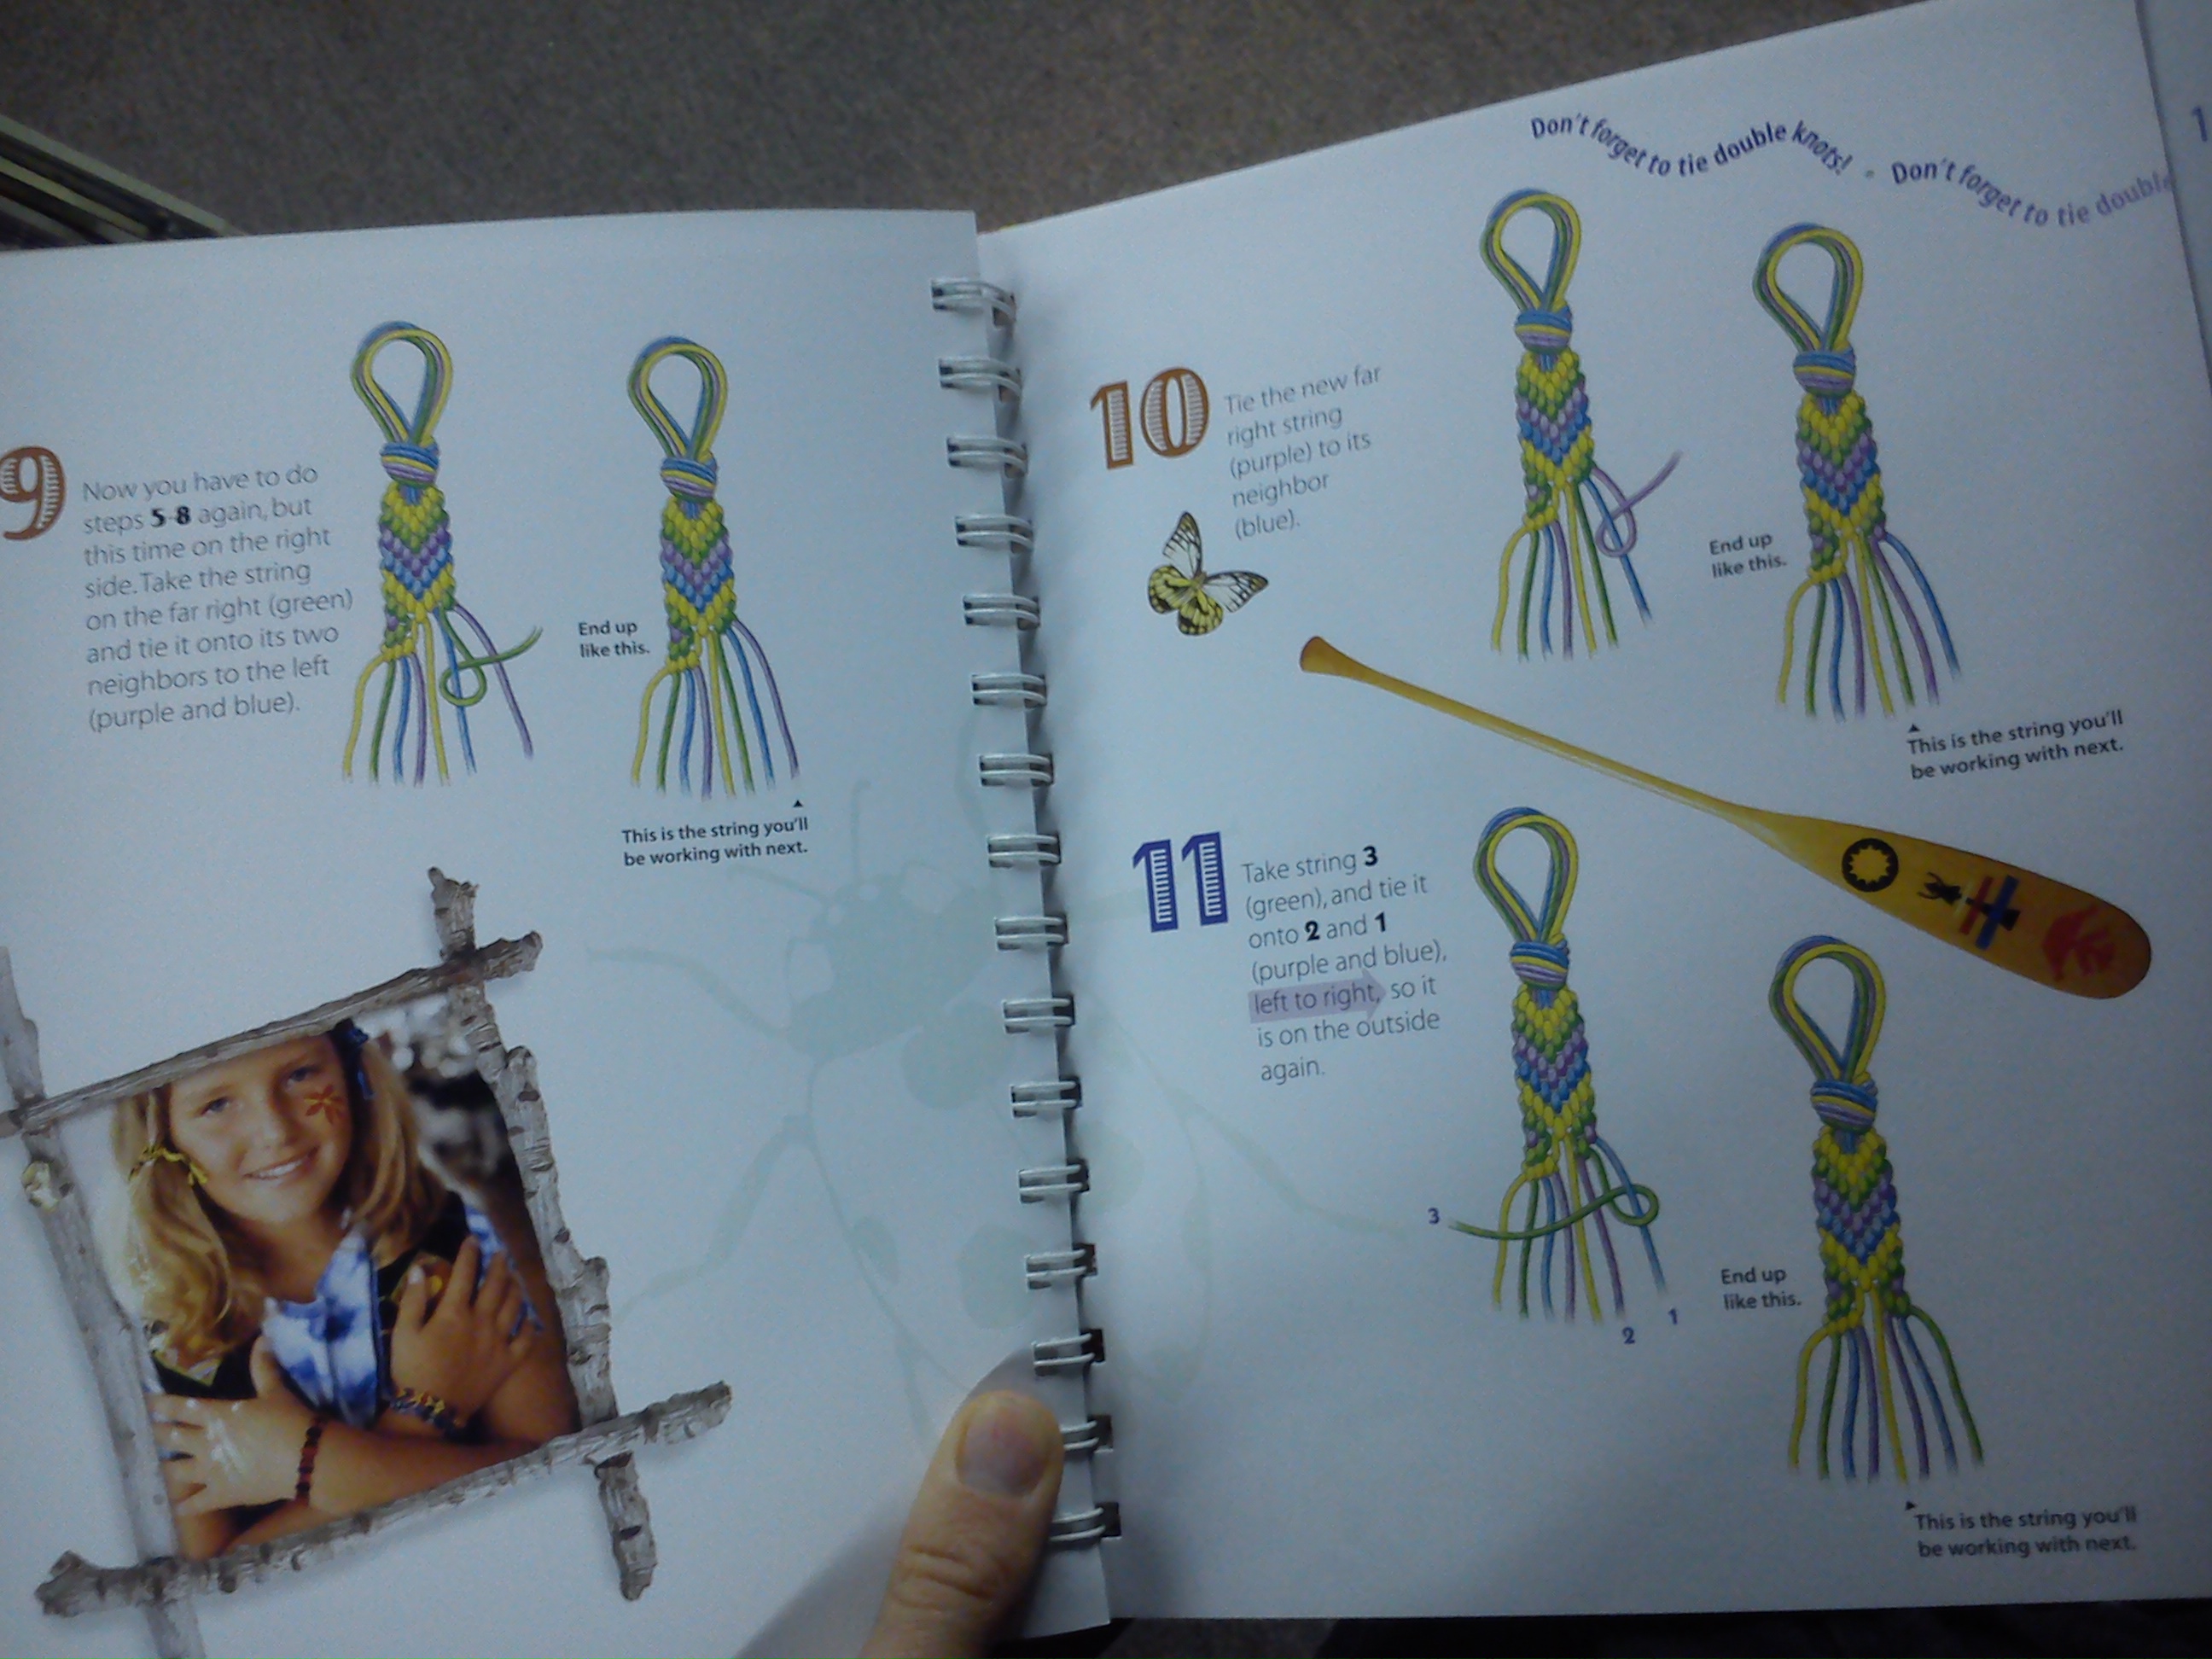 9
Now you have to do
steps 5-8 again, but
this time on the right
side. Take the string
on the far right (green)
and tie it onto its two
neighbors to the left
(purple and blue).
End up
like this.
This is the string you'll
be working with next.
Don't forget to tie double knots! • Don't forget to tie double
10
Tie the new far
right string
(purple) to its
neighbor
(blue).
End up
like this.
This is the string you'll
be working with next.
11
Take string 3
(green), and tie it
onto 2 and 1
(purple and blue),
left to right, so it
is on the outside
again.
3
2
1
End up
like this.
This is the string you'll
be working with next.
1